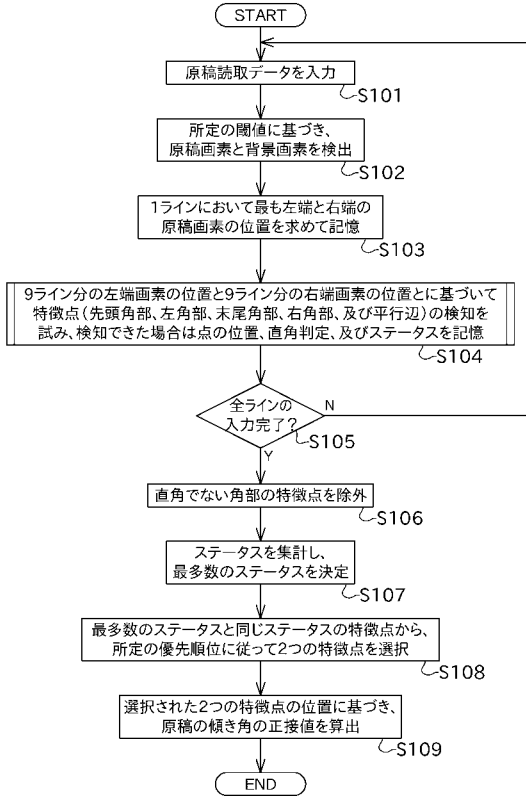 START
原稿読取データを入力
S101
所定の閾値に基づき、
原稿画素と背景画素を検出
S102
1ラインにおいて最も左端と右端の
原稿画素の位置を求めて記憶
S103
9ライン分の左端画素の位置と9ライン分の右端画素の位置とに基づいて
特徴点(先頭角部、左角部、末尾角部、右角部、及び平行辺)の検知を
試み、検知できた場合は点の位置、直角判定、及びステータスを記憶
S104
全ラインの
入力完了?
N
S105
Y
直角でない角部の特徴点を除外
S106
ステータスを集計し、
最多数のステータスを決定
S107
最多数のステータスと同じステータスの特徴点から、
所定の優先順位に従って2つの特徴点を選択
S108
選択された2つの特徴点の位置に基づき、
原稿の傾き角の正接値を算出
S109
END